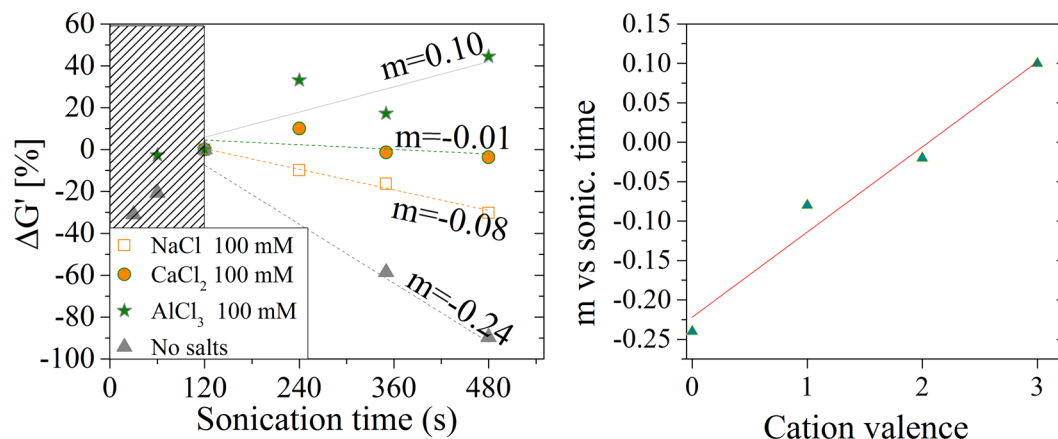 60
40
20
0
-20
-40
-60
-80
-100
ΔG' [%]
m=0.10
m=-0.01
m=-0.08
m=-0.24
NaCl 100 mM
CaCl₂ 100 mM
AlCl₃ 100 mM
No salts
0 120 240 360 480
Sonication time (s)
0.15
0.10
0.05
0.00
-0.05
-0.10
-0.15
-0.20
-0.25
m vs sonic. time
0 1 2 3
Cation valence